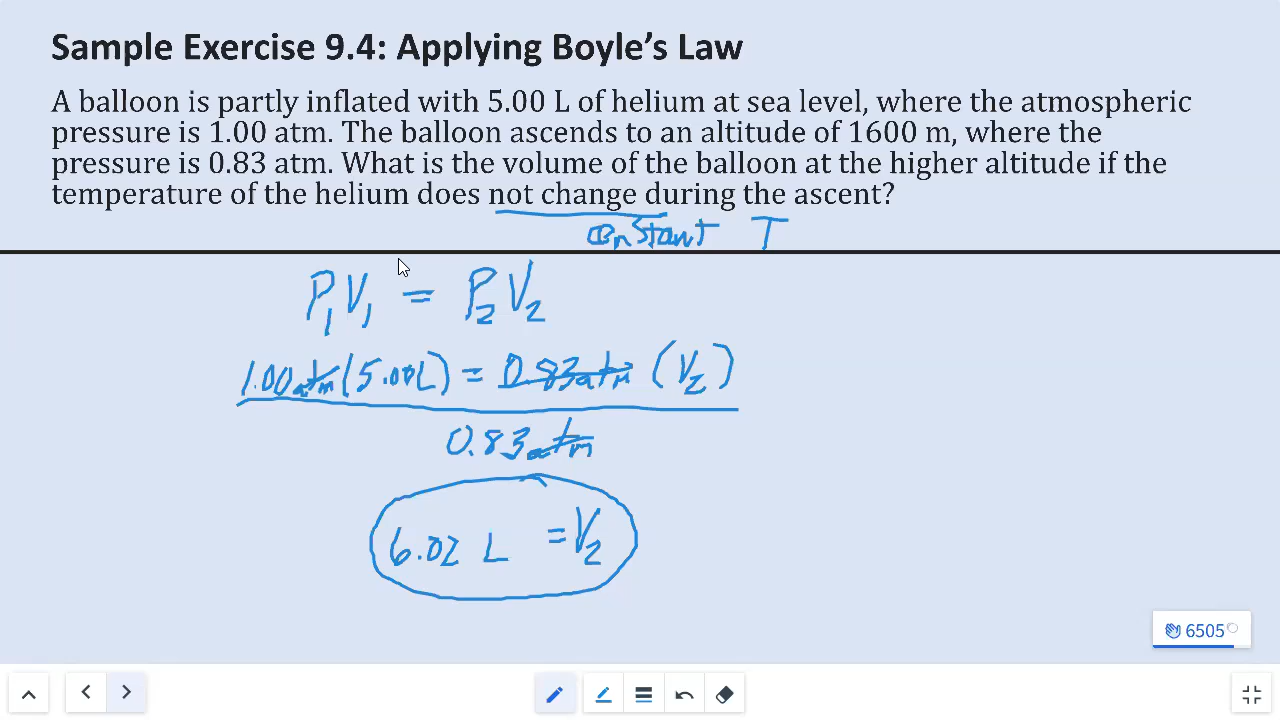 Sample Exercise 9.4: Applying Boyle’s Law
A balloon is partly inflated with 5.00 L of helium at sea level, where the atmospheric
pressure is 1.00 atm. The balloon ascends to an altitude of 1600 m, where the
pressure is 0.83 atm. What is the volume of the balloon at the higher altitude if the
temperature of the helium does not change during the ascent?
constant T
P₁V₁ = P₂V₂
1.00 atm (5.00L) = 0.83 atm (V₂)
0.83 atm
6.02 L = V₂
6505